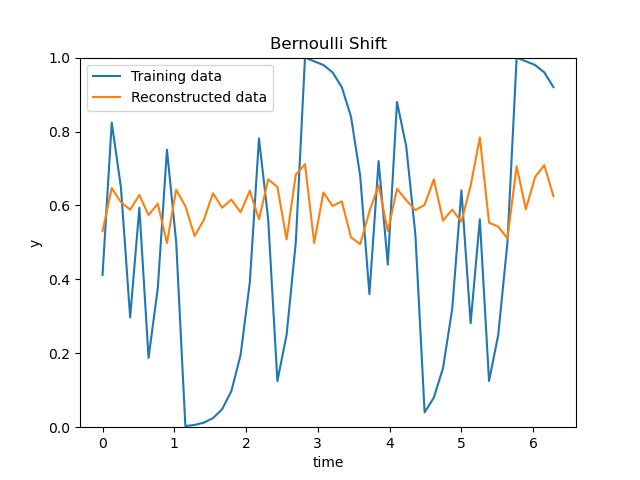 Bernoulli Shift
Training data
Reconstructed data
1.0
0.8
0.6
0.4
0.2
0.0
y
0 1 2 3 4 5 6
time